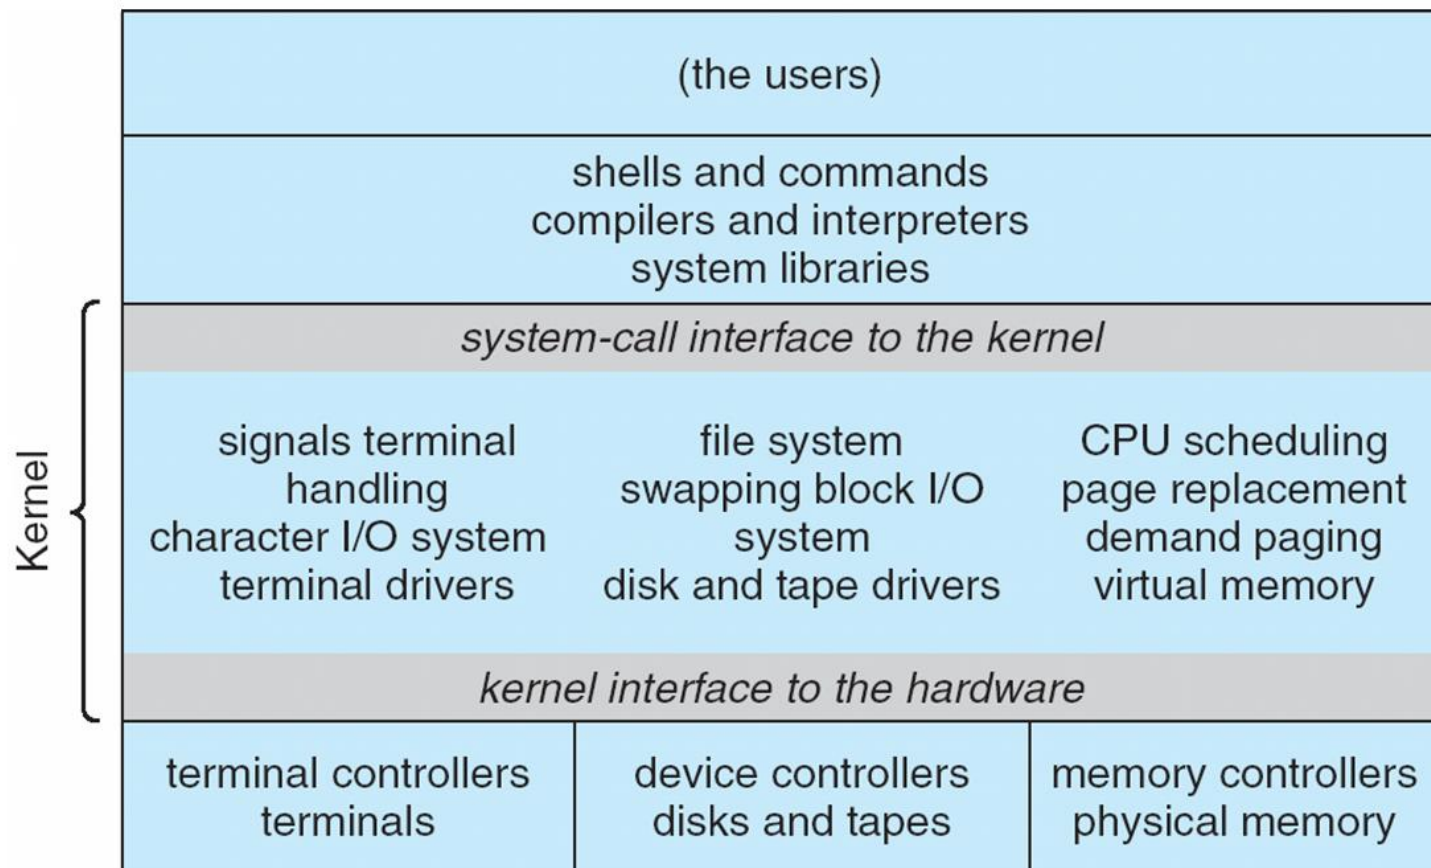 (the users)
shells and commands
compilers and interpreters
system libraries
Kernel
system-call interface to the kernel
signals terminal
handling
character I/O system
terminal drivers
file system
swapping block I/O
system
disk and tape drivers
CPU scheduling
page replacement
demand paging
virtual memory
kernel interface to the hardware
terminal controllers
terminals
device controllers
disks and tapes
memory controllers
physical memory